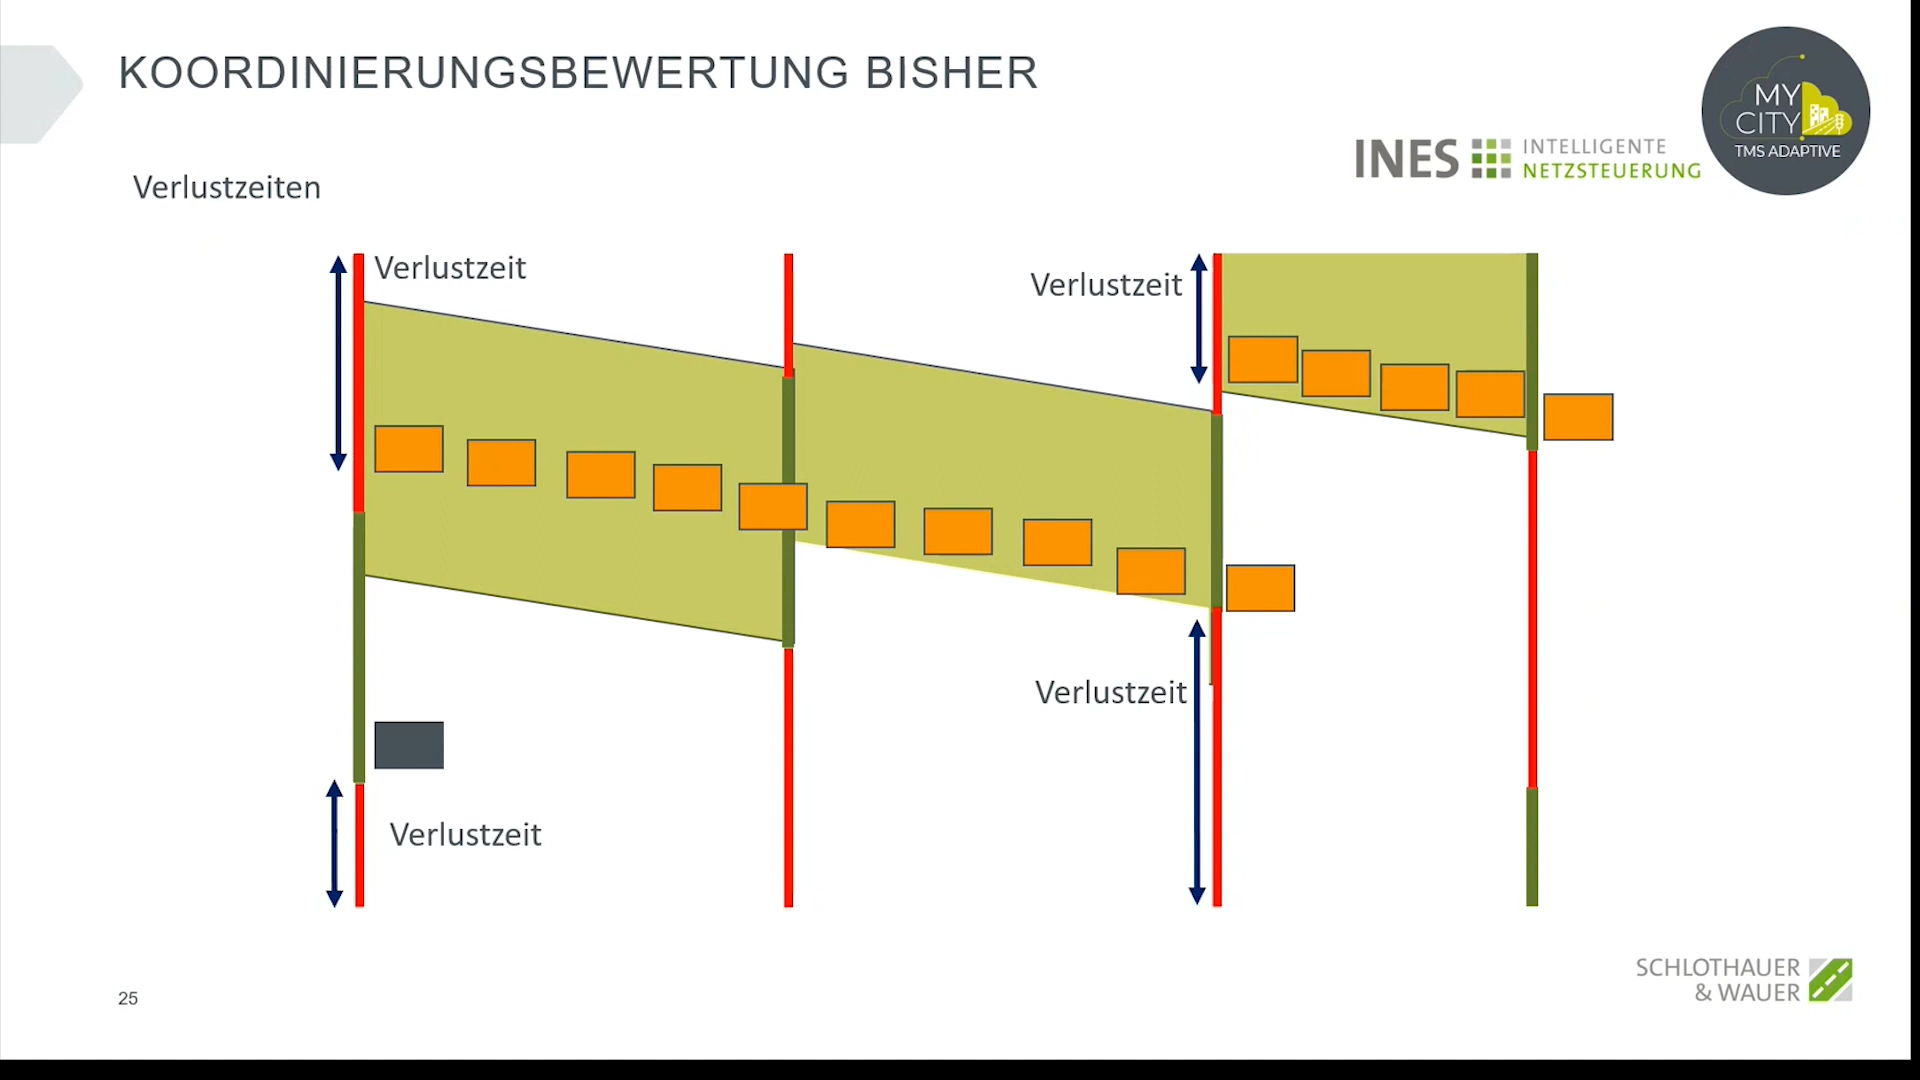 KOORDINIERUNGSBEWERTUNG BISHER
MY
CITY
TMS ADAPTIVE
INES INTELLIGENTE
NETZSTEUERUNG
Verlustzeiten
Verlustzeit
Verlustzeit
Verlustzeit
Verlustzeit
SCHLOTHAUER
& WAUER
25